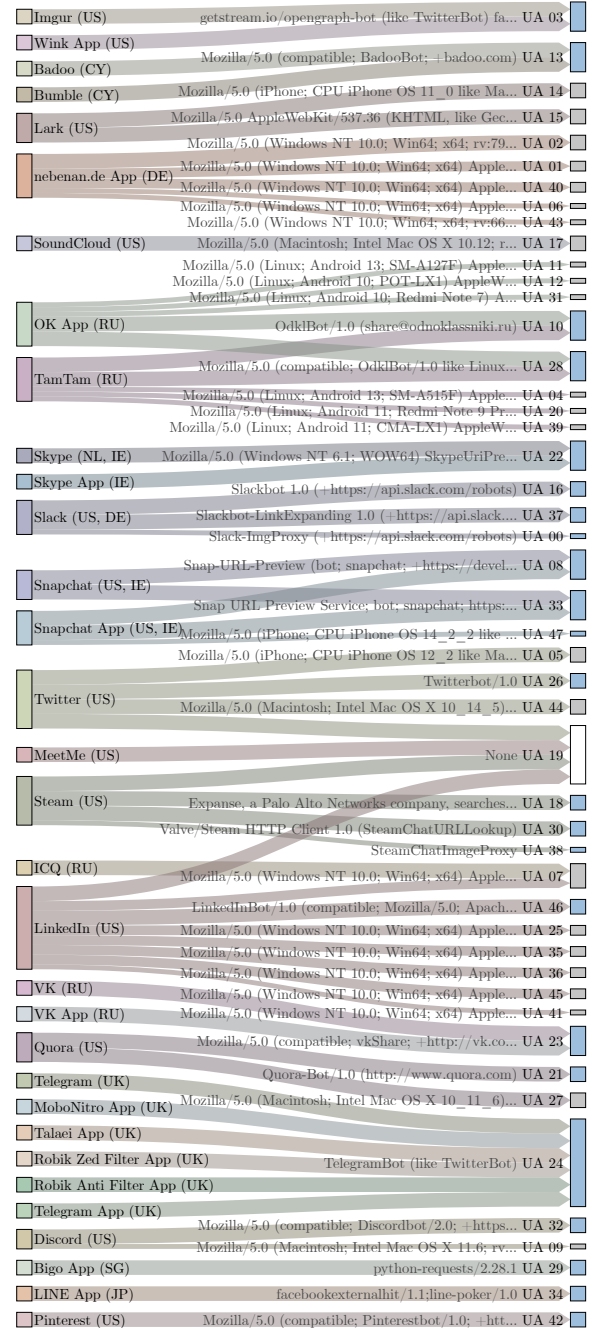 Imgur (US) getstream.io/opengraph-bot (like TwitterBot) fa... UA 03
Wink App (US)
Mozilla/5.0 (compatible; BadooBot; +badoo.com) UA 13
Badoo (CY)
Bumble (CY) Mozilla/5.0 (iPhone; CPU iPhone OS 11_0 like Ma... UA 14
Mozilla/5.0 AppleWebKit/537.36 (KHTML, like Gec... UA 15
Lark (US)
Mozilla/5.0 (Windows NT 10.0; Win64; x64; rv:79... UA 02
Mozilla/5.0 (Windows NT 10.0; Win64; x64) Apple... UA 01
nebenan.de App (DE)
Mozilla/5.0 (Windows NT 10.0; Win64; x64) Apple... UA 40
Mozilla/5.0 (Windows NT 10.0; Win64; x64) Apple... UA 06
Mozilla/5.0 (Windows NT 10.0; Win64; x64; rv:66... UA 43
SoundCloud (US) Mozilla/5.0 (Macintosh; Intel Mac OS X 10.12; r... UA 17
Mozilla/5.0 (Linux; Android 13; SM-A127F) Apple... UA 11
Mozilla/5.0 (Linux; Android 10; POT-LX1) AppleW... UA 12
Mozilla/5.0 (Linux; Android 10; Redmi Note 7) A... UA 31
OK App (RU) OdklBot/1.0 (share@odnoklassniki.ru) UA 10
Mozilla/5.0 (compatible; OdklBot/1.0 like Linux... UA 28
TamTam (RU)
Mozilla/5.0 (Linux; Android 13; SM-A515F) Apple... UA 04
Mozilla/5.0 (Linux; Android 11; Redmi Note 9 Pr... UA 20
Mozilla/5.0 (Linux; Android 11; CMA-LX1) AppleW... UA 39
Skype (NL, IE) Mozilla/5.0 (Windows NT 6.1; WOW64) SkypeUriPre... UA 22
Skype App (IE)
Slackbot 1.0 (+https://api.slack.com/robots) UA 16
Slack (US, DE) Slackbot-LinkExpanding 1.0 (+https://api.slack.... UA 37
Slack-ImgProxy (+https://api.slack.com/robots) UA 00
Snap-URL-Preview (bot; snapchat; +https://devel... UA 08
Snapchat (US, IE)
Snap URL Preview Service; bot; snapchat; https:... UA 33
Snapchat App (US, IE)
Mozilla/5.0 (iPhone; CPU iPhone OS 14_2_2 like ... UA 47
Mozilla/5.0 (iPhone; CPU iPhone OS 12_2 like Ma... UA 05
Twitterbot/1.0 UA 26
Twitter (US)
Mozilla/5.0 (Macintosh; Intel Mac OS X 10_14_5)... UA 44
MeetMe (US) None UA 19
Steam (US) Expanse, a Palo Alto Networks company, searches... UA 18
Valve/Steam HTTP Client 1.0 (SteamChatURLLookup) UA 30
SteamChatImageProxy UA 38
ICQ (RU)
Mozilla/5.0 (Windows NT 10.0; Win64; x64) Apple... UA 07
LinkedInBot/1.0 (compatible; Mozilla/5.0; Apach... UA 46
LinkedIn (US) Mozilla/5.0 (Windows NT 10.0; Win64; x64) Apple... UA 25
Mozilla/5.0 (Windows NT 10.0; Win64; x64) Apple... UA 35
Mozilla/5.0 (Windows NT 10.0; Win64; x64) Apple... UA 36
VK (RU)
Mozilla/5.0 (Windows NT 10.0; Win64; x64) Apple... UA 45
VK App (RU) Mozilla/5.0 (Windows NT 10.0; Win64; x64) Apple... UA 41
Mozilla/5.0 (compatible; vkShare; +http://vk.co... UA 23
Quora (US)
Quora-Bot/1.0 (http://www.quora.com) UA 21
Telegram (UK)
Mozilla/5.0 (Macintosh; Intel Mac OS X 10_11_6)... UA 27
MoboNitro App (UK)
Talaei App (UK)
Robik Zed Filter App (UK) TelegramBot (like TwitterBot) UA 24
Robik Anti Filter App (UK)
Telegram App (UK)
Mozilla/5.0 (compatible; Discordbot/2.0; +https... UA 32
Discord (US)
Mozilla/5.0 (Macintosh; Intel Mac OS X 11.6; rv... UA 09
Bigo App (SG) python-requests/2.28.1 UA 29
LINE App (JP) facebookexternalhit/1.1;line-poker/1.0 UA 34
Pinterest (US) Mozilla/5.0 (compatible; Pinterestbot/1.0; +htt... UA 42